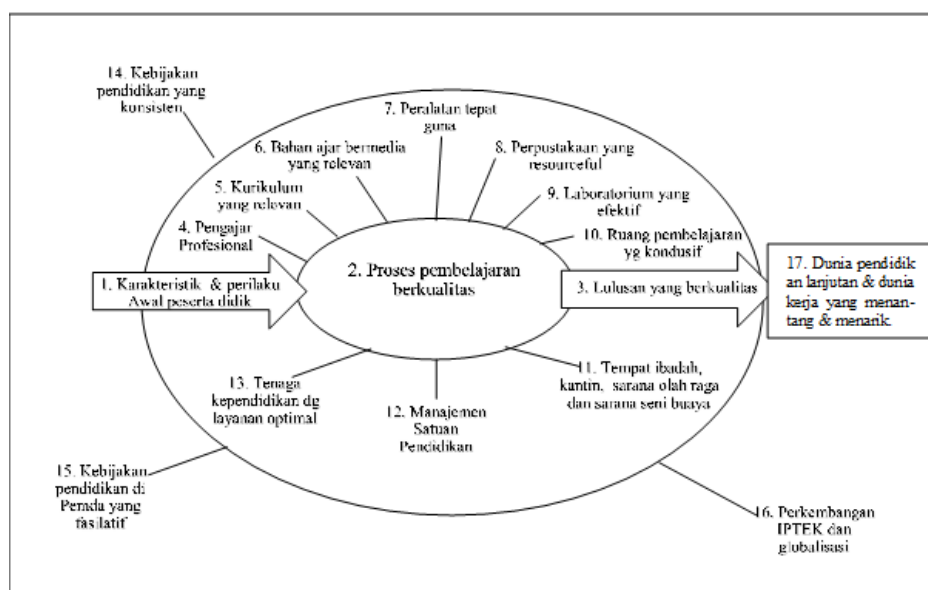 14. Kebijakan
pendidikan yang
konsisten
7. Peralatan tepat
guna
6. Bahan ajar bermedia
yang relevan
8. Perpustakaan yang
resourceful
5. Kurikulum
yang relevan
9. Laboratorium yang
efektif
4. Pengajar
Profesional
10. Ruang pembelajaran
yg kondusif
1. Karakteristik & perilaku
Awal peserta didik
2. Proses pembelajaran
berkualitas
3. Lulusan yang berkualitas
17. Dunia pendidik
an lanjutan & dunia
kerja yang menan-
tang & menarik.
13. Tenaga
kependidikan dg
layanan optimal
12. Manajemen
Satuan
Pendidikan
11. Tempat ibadah,
kantin, sarana olah raga
dan sarana seni buaya
15. Kebijakan
pendidikan di
Pemda yang
fasilatif
16. Perkembangan
IPTEK dan
globalisasi